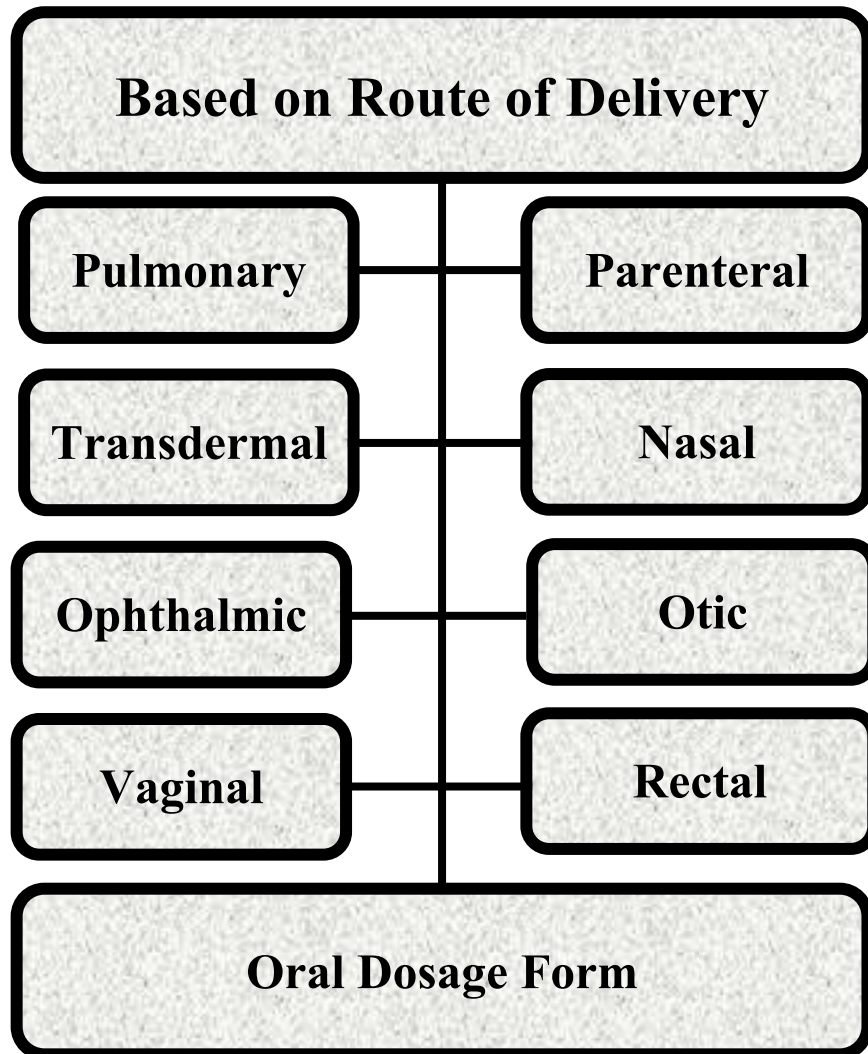 Based on Route of Delivery
Pulmonary
Parenteral
Transdermal
Nasal
Ophthalmic
Otic
Vaginal
Rectal
Oral Dosage Form